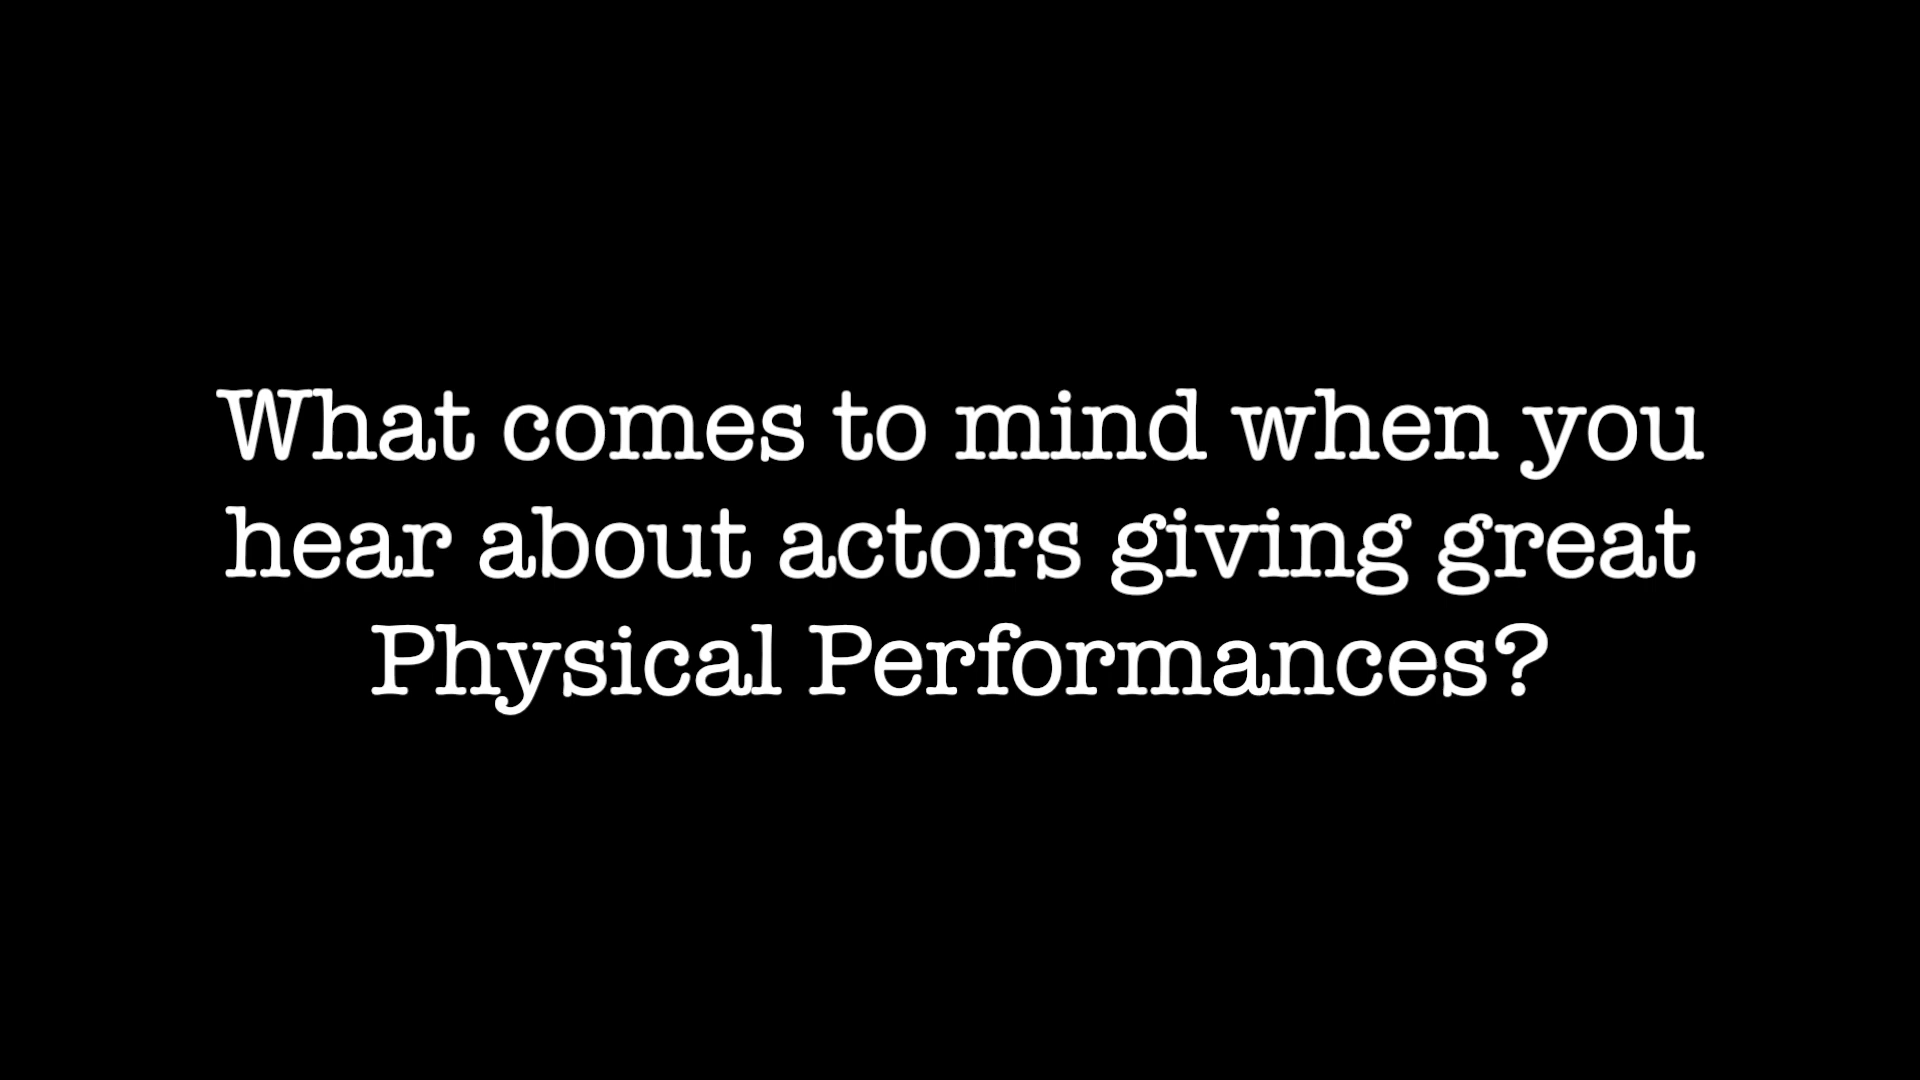 What comes to mind when you
hear about actors giving great
Physical Performances?